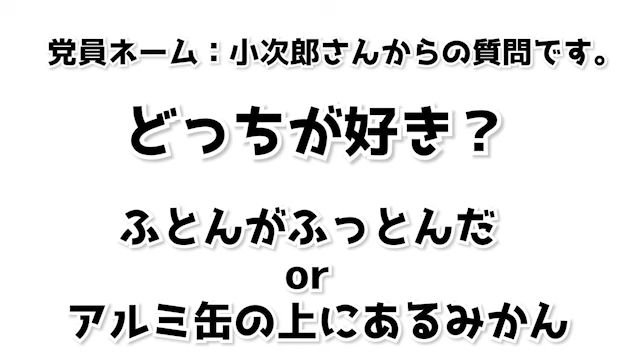 党員ネーム：小次郎さんからの質問です。
どっちが好き？
ふとんがふっとんだ
or
アルミ缶の上にあるみかん